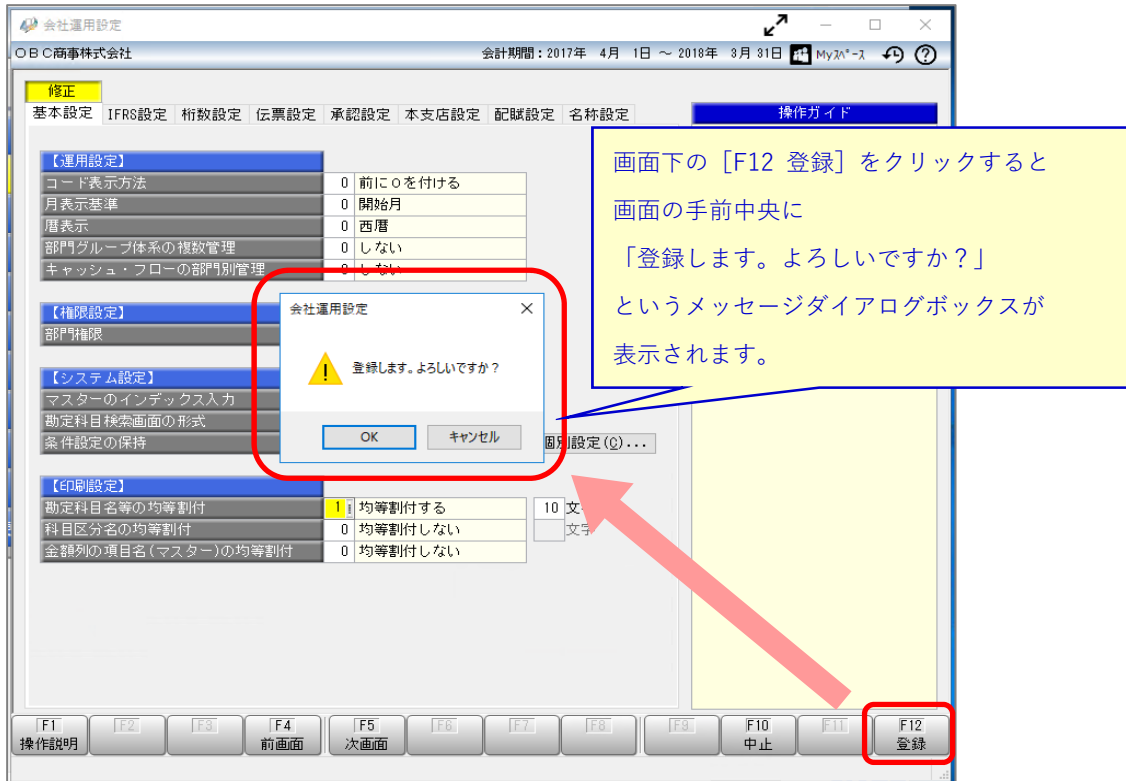 会社運用設定
OBC商事株式会社
会計期間：2017年 4月 1日 ～ 2018年 3月 31日 Myスペース
修正
基本設定 IFRS設定 桁数設定 伝票設定 承認設定 本支店設定 配賦設定 名称設定
操作ガイド
画面下の［F12 登録］をクリックすると
画面の手前中央に
「登録します。よろしいですか？」
というメッセージダイアログボックスが
表示されます。
【運用設定】
コード表示方法 0 前に０を付ける
月表示基準 0 開始月
暦表示 0 西暦
部門グループ体系の複数管理 0 しない
キャッシュ・フローの部門別管理 0 しない
【権限設定】
部門権限
【システム設定】
マスターのインデックス入力
勘定科目検索画面の形式
条件設定の保持
個別設定(C)...
会社運用設定
登録します。よろしいですか？
OK キャンセル
【印刷設定】
勘定科目名等の均等割付 1 均等割付する 10 文
科目区分名の均等割付 0 均等割付しない 文字
金額列の項目名(マスター)の均等割付 0 均等割付しない
F1 F2 F3 F4 F5 F6 F7 F8 F9 F10 F11 F12
操作説明 前画面 次画面 中止 登録